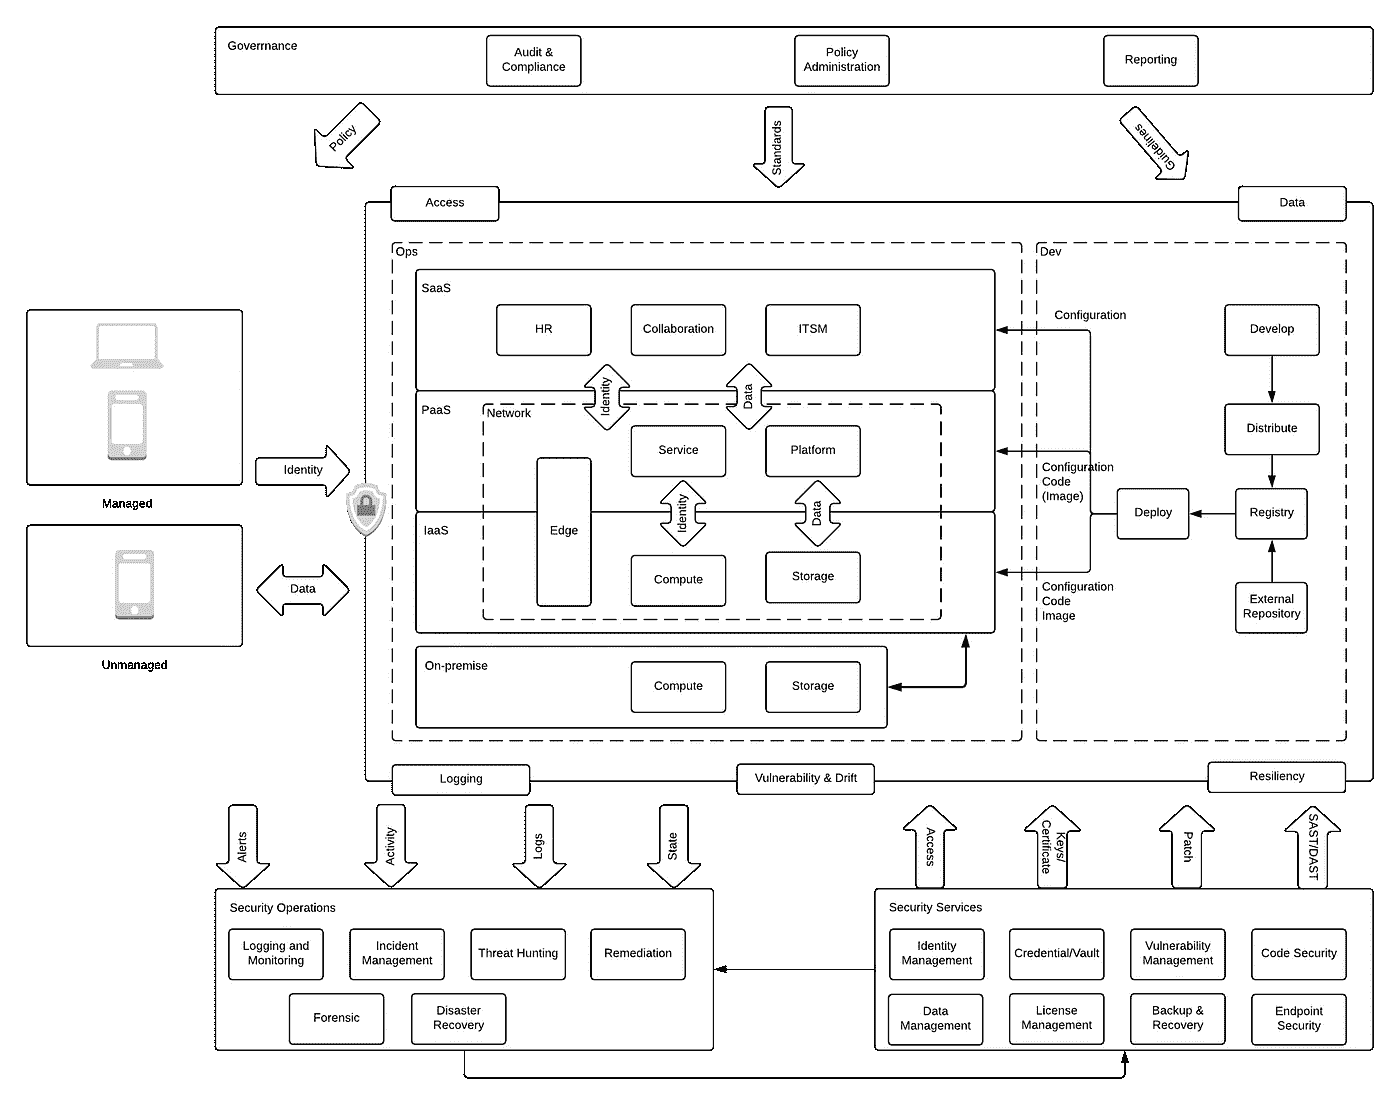 Goverrnance
Audit &
Compliance
Policy
Administration
Reporting
Policy
Standards
Guidelines
Access
Data
Ops
Dev
SaaS
HR
Collaboration
ITSM
Configuration
Develop
Identity
Data
PaaS
Network
Service
Platform
Distribute
Managed
Identity
Configuration
Code
(Image)
Identity
Data
IaaS
Edge
Deploy
Registry
Compute
Storage
Configuration
Code
Image
External
Repository
Data
Unmanaged
On-premise
Compute
Storage
Logging
Vulnerability & Drift
Resiliency
Alerts
Activity
Logs
State
Access
Keys/
Certificate
Patch
SAST/DAST
Security Operations
Logging and
Monitoring
Incident
Management
Threat Hunting
Remediation
Forensic
Disaster
Recovery
Security Services
Identity
Management
Credential/Vault
Vulnerability
Management
Code Security
Data
Management
License
Management
Backup &
Recovery
Endpoint
Security